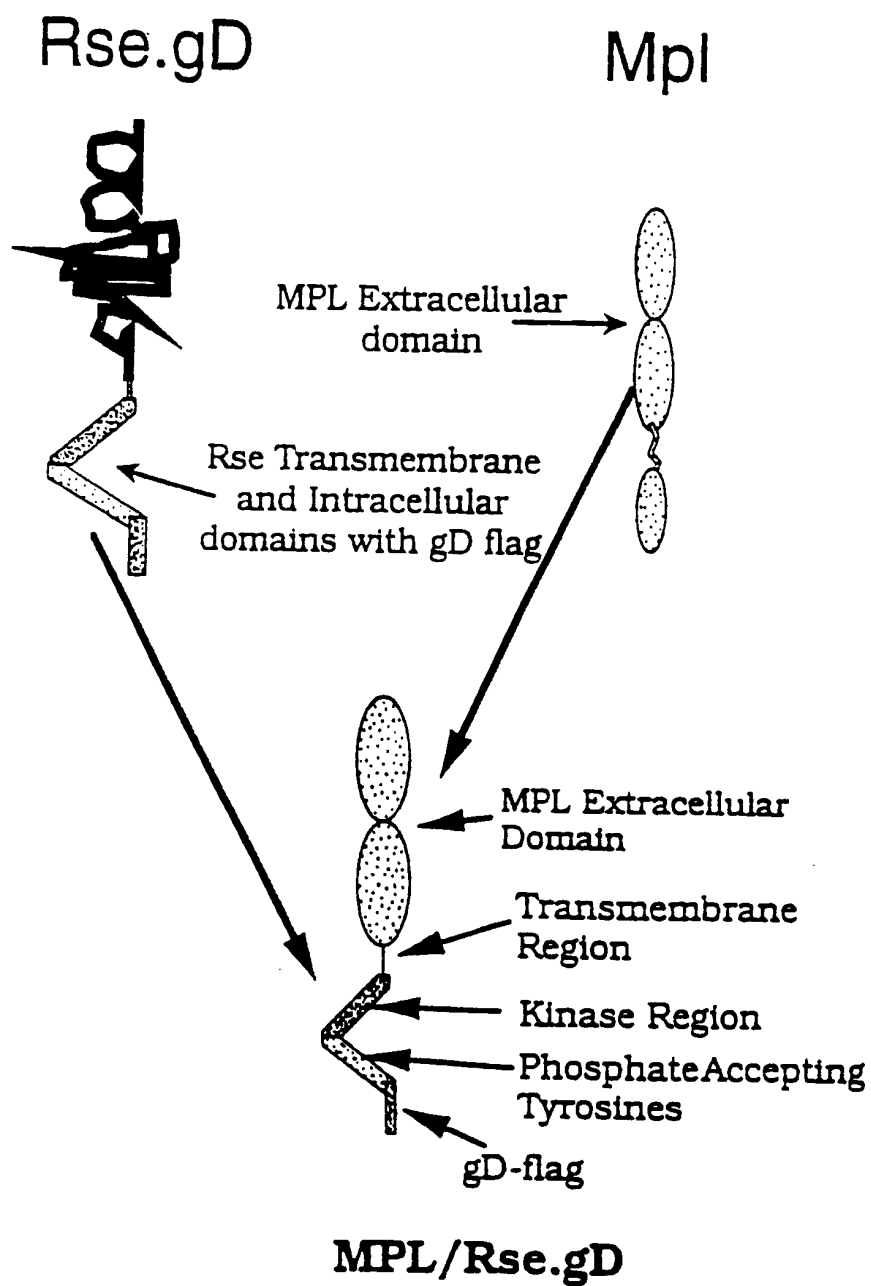 Rse.gD
Mpl
MPL Extracellular
domain
Rse Transmembrane
and Intracellular
domains with gD flag
MPL Extracellular
Domain
Transmembrane
Region
Kinase Region
PhosphateAccepting
Tyrosines
gD-flag
MPL/Rse.gD